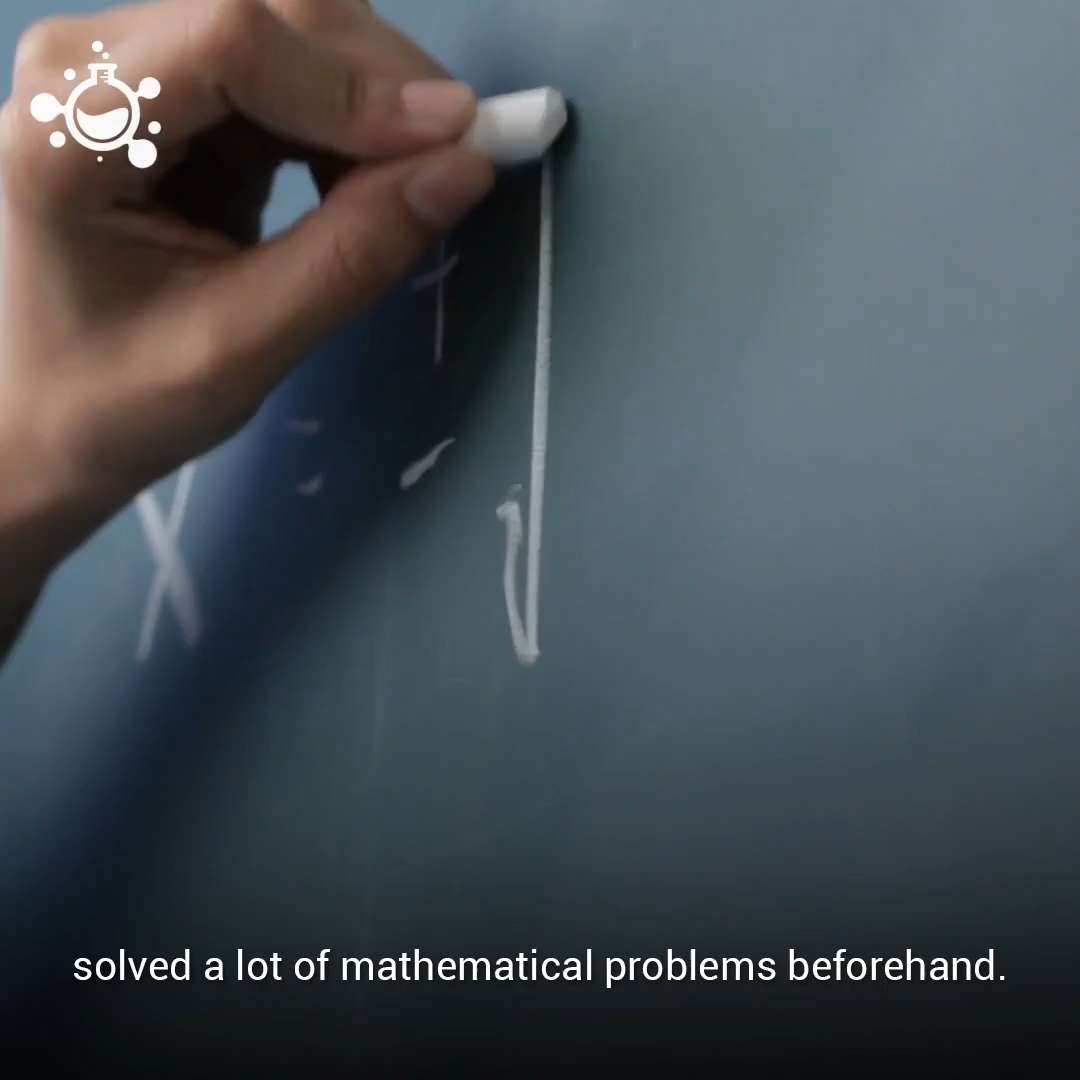 X = - √
solved a lot of mathematical problems beforehand.